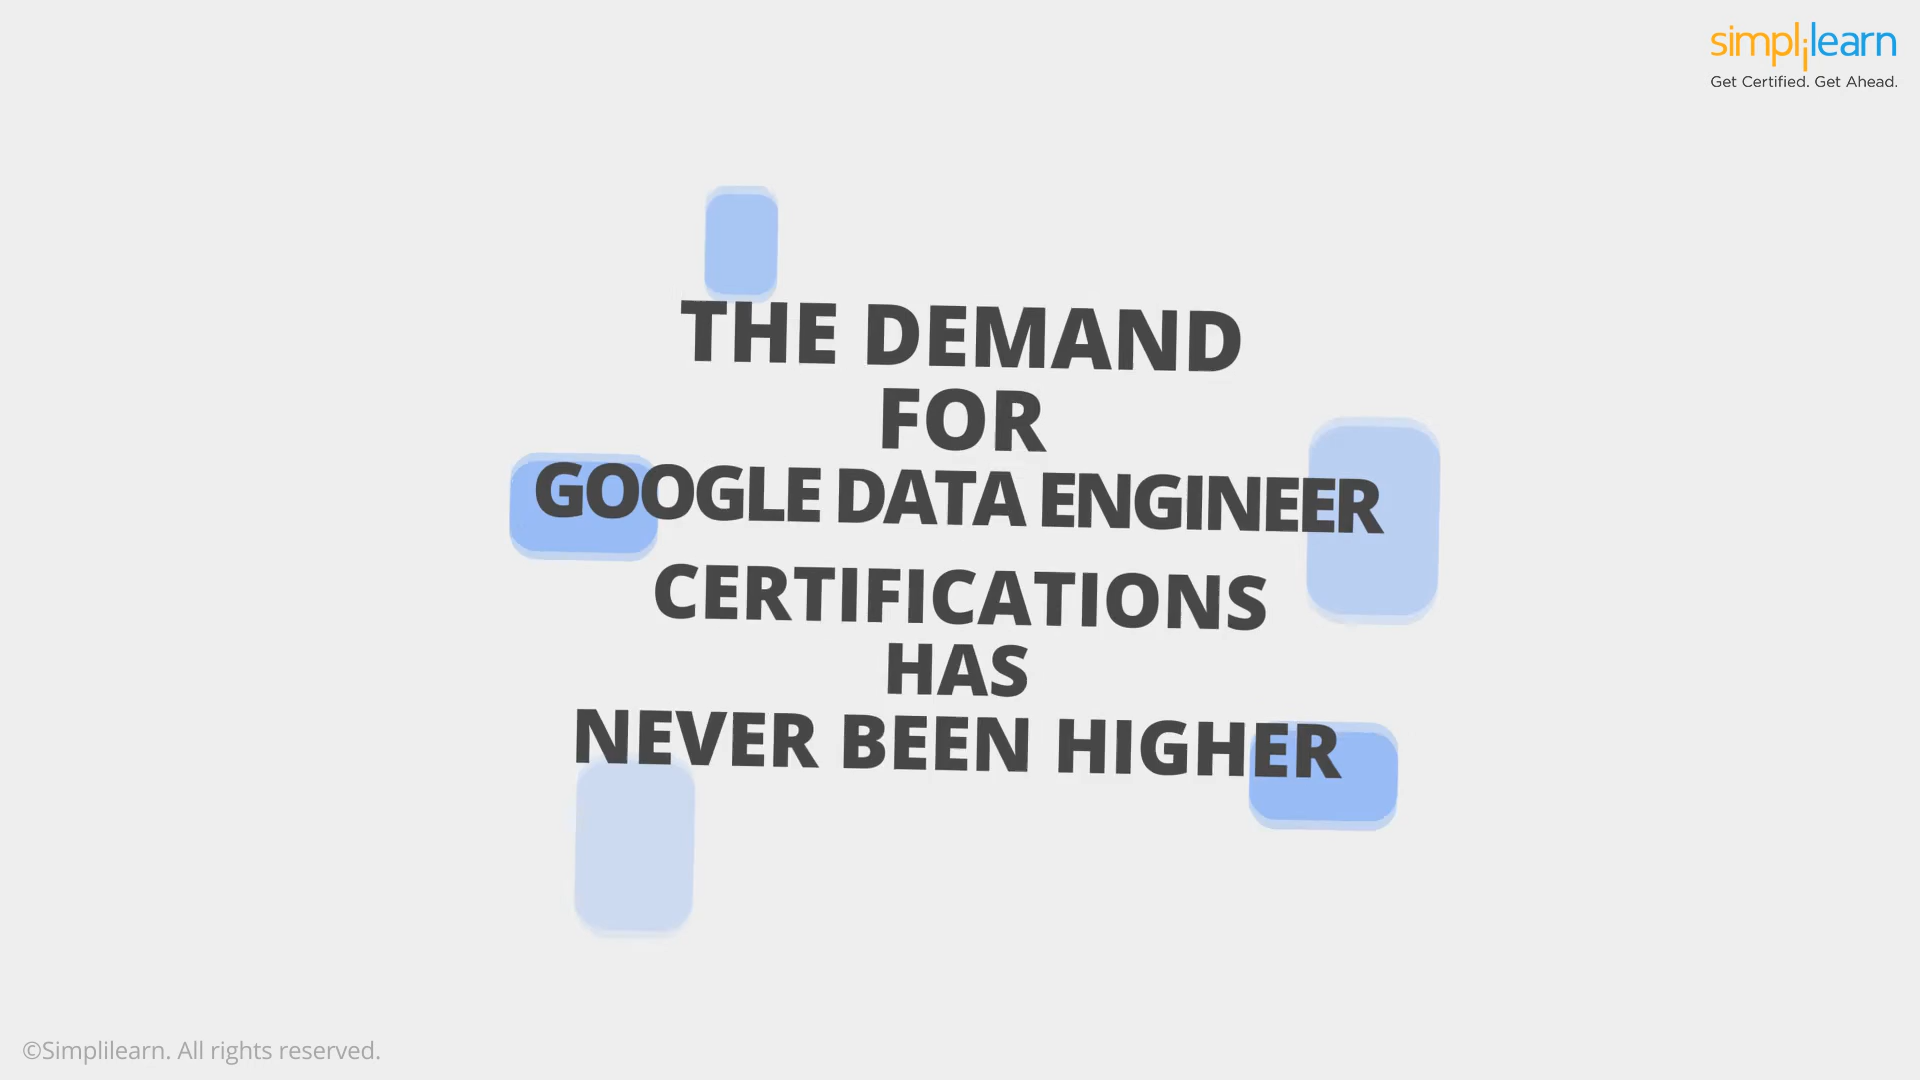 simplilearn
Get Certified. Get Ahead.
THE DEMAND
FOR
GOOGLE DATA ENGINEER
CERTIFICATIONS
HAS
NEVER BEEN HIGHER
©Simplilearn. All rights reserved.